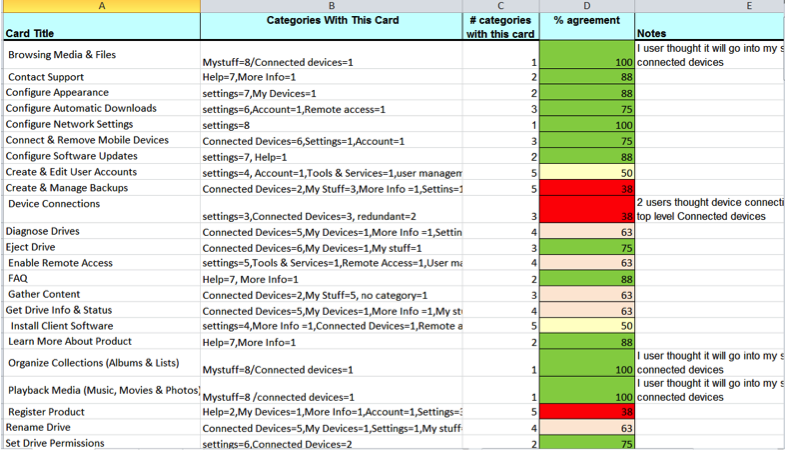 A B C D E
Card Title Categories With This Card # categories with this card % agreement Notes
Browsing Media & Files Mystuff=8/Connected devices=1 1 100 I user thought it will go into my s connected devices
Contact Support Help=7,More Info=1 2 88
Configure Appearance settings=7,My Devices=1 2 88
Configure Automatic Downloads settings=6,Account=1,Remote access=1 3 75
Configure Network Settings settings=8 1 100
Connect & Remove Mobile Devices Connected Devices=6,Settings=1,Account=1 3 75
Configure Software Updates settings=7, Help=1 2 88
Create & Edit User Accounts settings=4, Account=1,Tools & Services=1,user managem 5 50
Create & Manage Backups Connected Devices=2,My Stuff=3,More Info =1,Settins=1 5 38
Device Connections settings=3,Connected Devices=3, redundant=2 3 38 2 users thought device connecti top level Connected devices
Diagnose Drives Connected Devices=5,My Devices=1,More Info =1,Settin 4 63
Eject Drive Connected Devices=6,My Devices=1,My stuff=1 3 75
Enable Remote Access settings=5,Tools & Services=1,Remote Access=1,User ma 4 63
FAQ Help=7, More Info=1 2 88
Gather Content Connected Devices=2,My Stuff=5, no category=1 3 63
Get Drive Info & Status Connected Devices=5,My Devices=1,More Info =1,My st 4 63
Install Client Software settings=4,More Info =1,Connected Devices=1,Remote a 5 50
Learn More About Product Help=7,More Info=1 2 88
Organize Collections (Albums & Lists) Mystuff=8/Connected devices=1 1 100 I user thought it will go into my s connected devices
Playback Media (Music, Movies & Photos) Mystuff=8 /connected devices=1 1 100 I user thought it will go into my s connected devices
Register Product Help=2,My Devices=1,More Info=1,Account=1,Settings=3 5 38
Rename Drive Connected Devices=5,My Devices=1,Settings=1,My stuff 4 63
Set Drive Permissions settings=6,Connected Devices=2 2 75